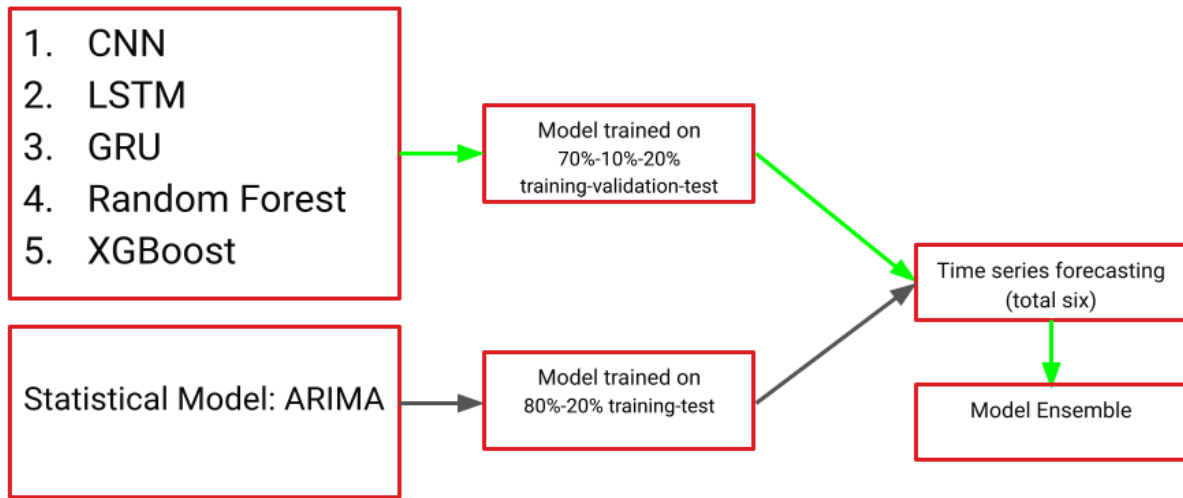 1. CNN
2. LSTM
3. GRU
4. Random Forest
5. XGBoost
Model trained on
70%-10%-20%
training-validation-test
Time series forecasting
(total six)
Statistical Model: ARIMA
Model trained on
80%-20% training-test
Model Ensemble